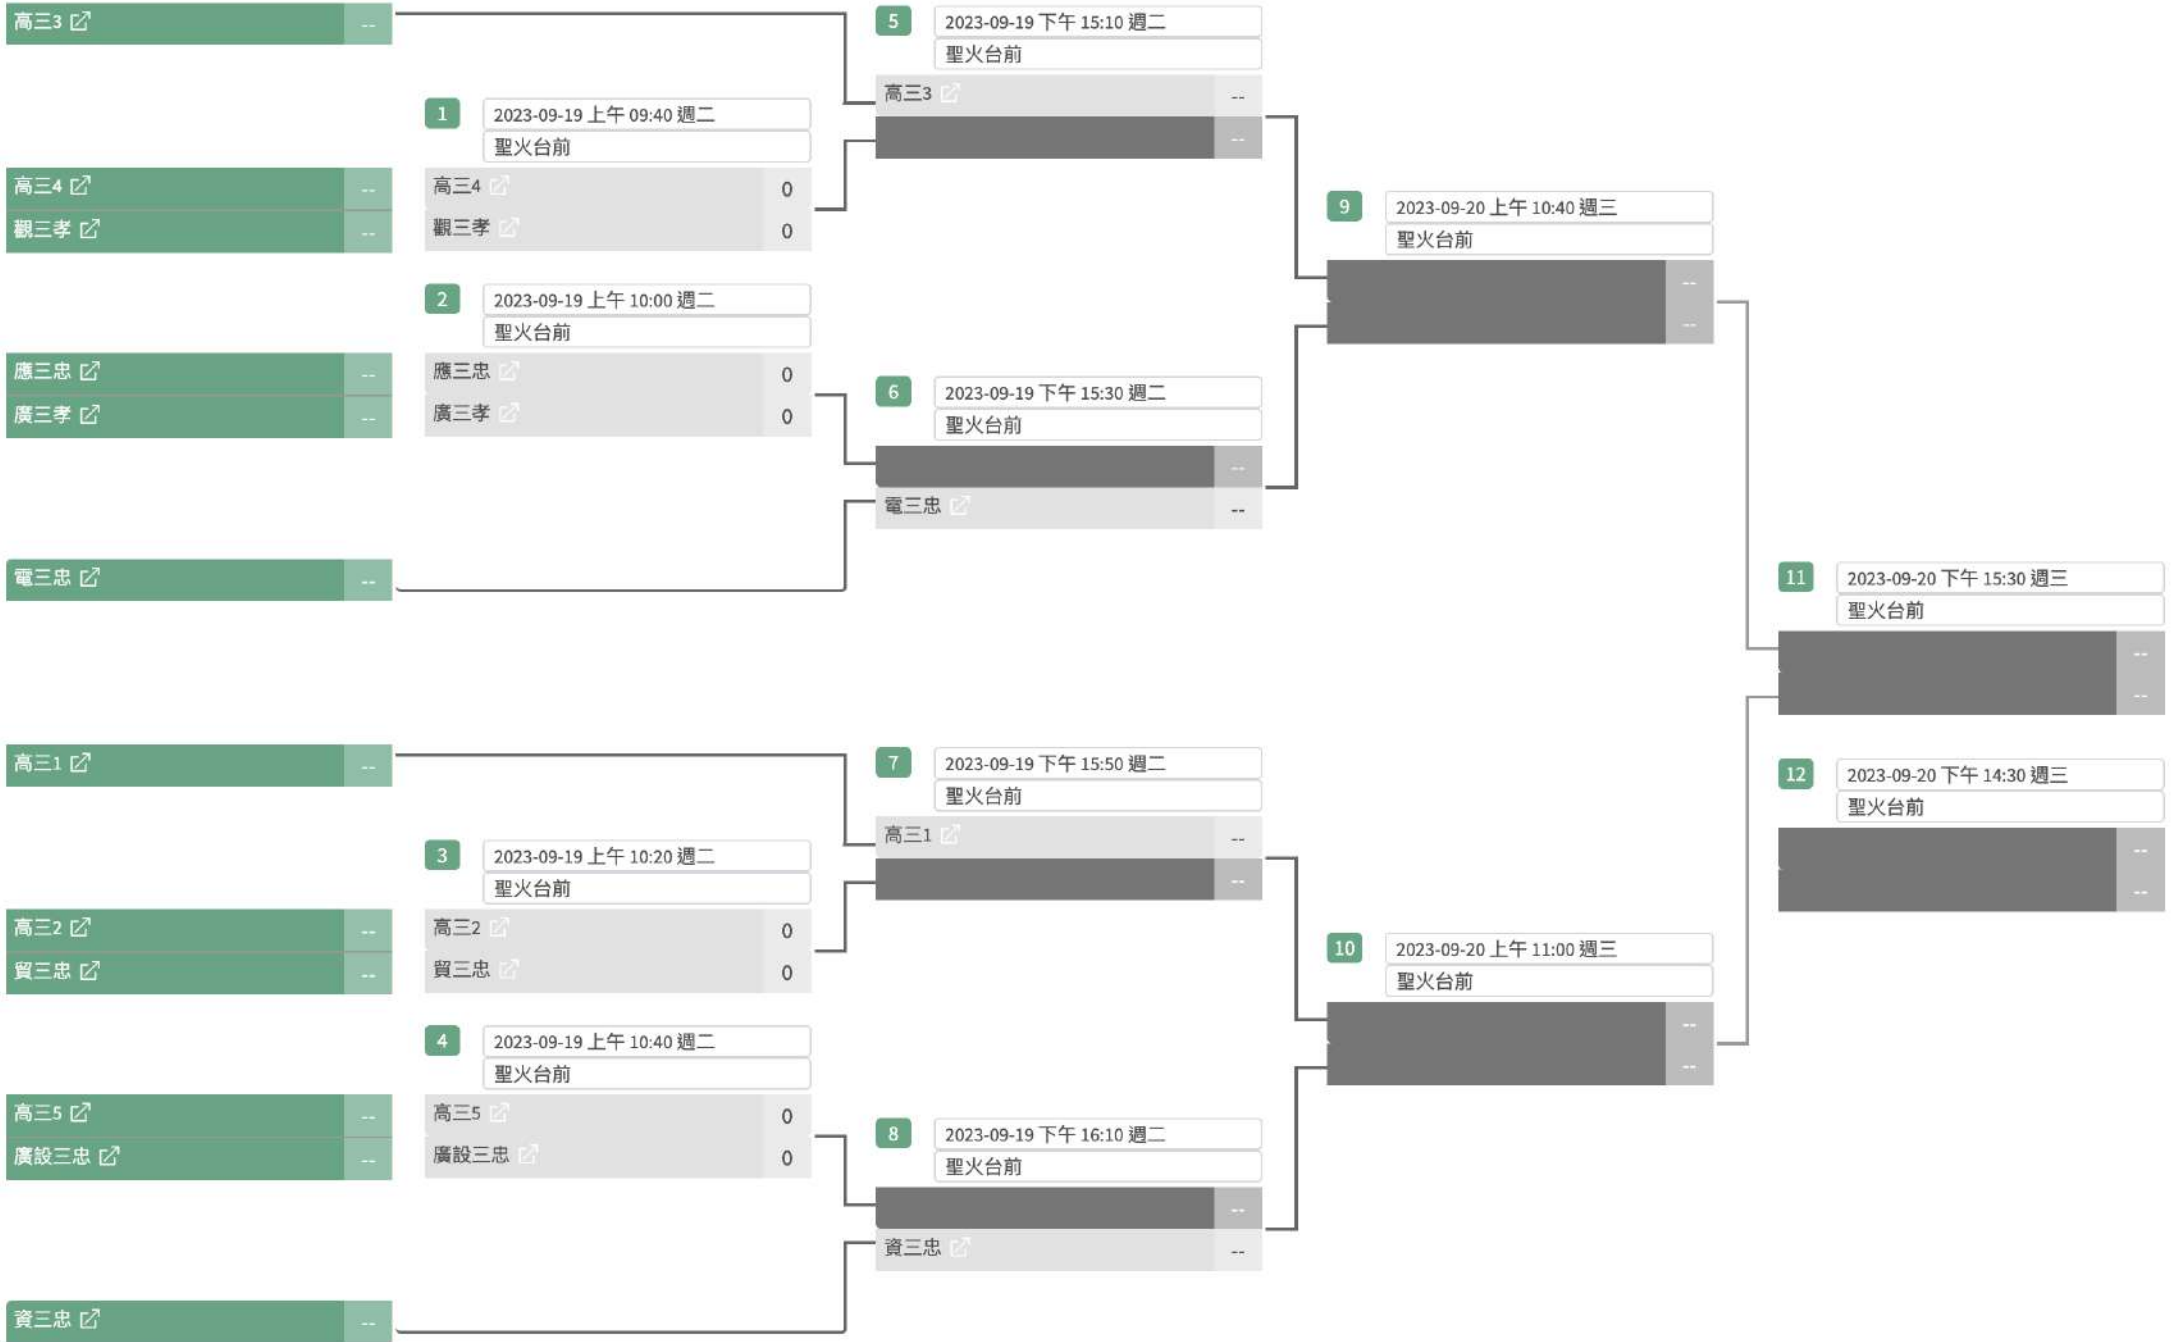 高三3 --
高三4 --
觀三孝 --
應三忠 --
廣三孝 --
電三忠 --
高三1 --
高三2 --
貿三忠 --
高三5 --
廣設三忠 --
資三忠 --
1 2023-09-19 上午 09:40 週二
聖火台前
高三4 0
觀三孝 0
2 2023-09-19 上午 10:00 週二
聖火台前
應三忠 0
廣三孝 0
3 2023-09-19 上午 10:20 週二
聖火台前
高三2 0
貿三忠 0
4 2023-09-19 上午 10:40 週二
聖火台前
高三5 0
廣設三忠 0
5 2023-09-19 下午 15:10 週二
聖火台前
高三3 --
--
6 2023-09-19 下午 15:30 週二
聖火台前
--
電三忠 --
7 2023-09-19 下午 15:50 週二
聖火台前
高三1 --
--
8 2023-09-19 下午 16:10 週二
聖火台前
--
資三忠 --
9 2023-09-20 上午 10:40 週三
聖火台前
--
--
10 2023-09-20 上午 11:00 週三
聖火台前
--
--
11 2023-09-20 下午 15:30 週三
聖火台前
--
--
12 2023-09-20 下午 14:30 週三
聖火台前
--
--